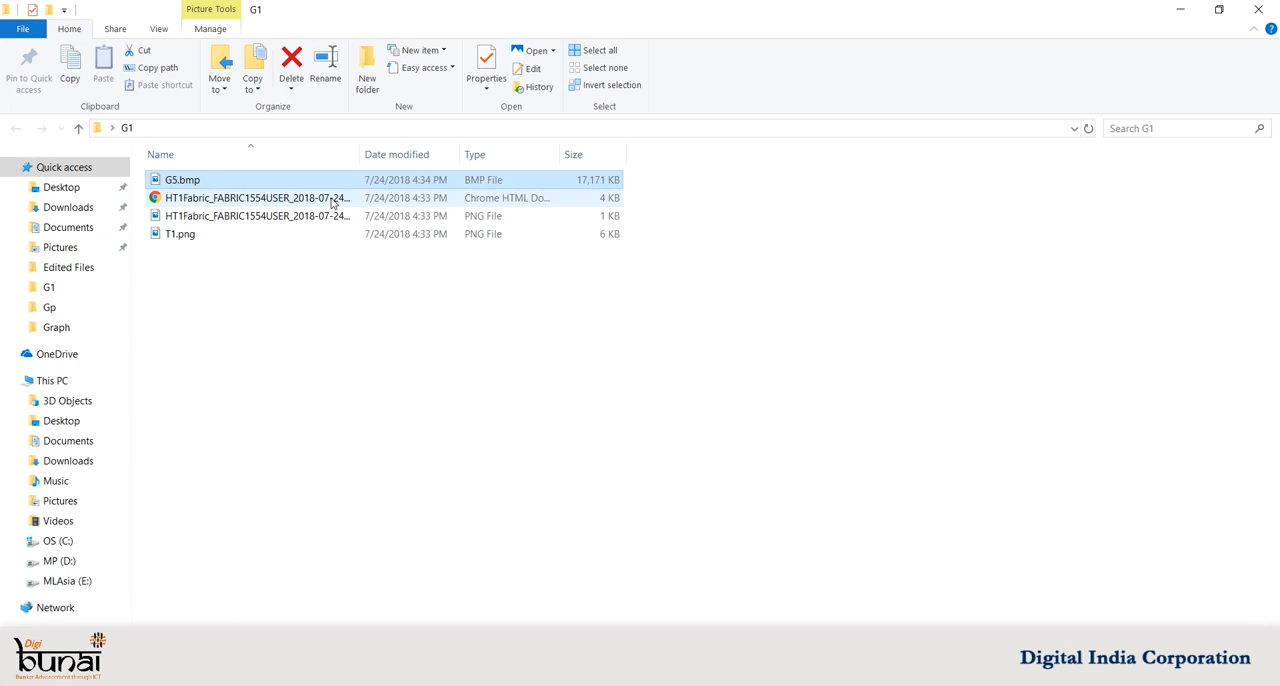 Picture Tools G1
File Home Share View Manage
Pin to Quick access
Copy
Paste
Cut
Copy path
Paste shortcut
Clipboard
Move to
Copy to
Delete
Rename
Organize
New folder
New item
Easy access
New
Properties
Open
Edit
History
Open
Select all
Select none
Invert selection
Select
G1
Search G1
Name Date modified Type Size
G5.bmp 7/24/2018 4:34 PM BMP File 17,171 KB
HT1Fabric_FABRIC1554USER_2018-07-24... 7/24/2018 4:33 PM Chrome HTML Do... 4 KB
HT1Fabric_FABRIC1554USER_2018-07-24... 7/24/2018 4:33 PM PNG File 1 KB
T1.png 7/24/2018 4:33 PM PNG File 6 KB
Quick access
Desktop
Downloads
Documents
Pictures
Edited Files
G1
Gp
Graph
OneDrive
This PC
3D Objects
Desktop
Documents
Downloads
Music
Pictures
Videos
OS (C:)
MP (D:)
MLAsia (E:)
Network
Digi
bunai
Digital India Corporation